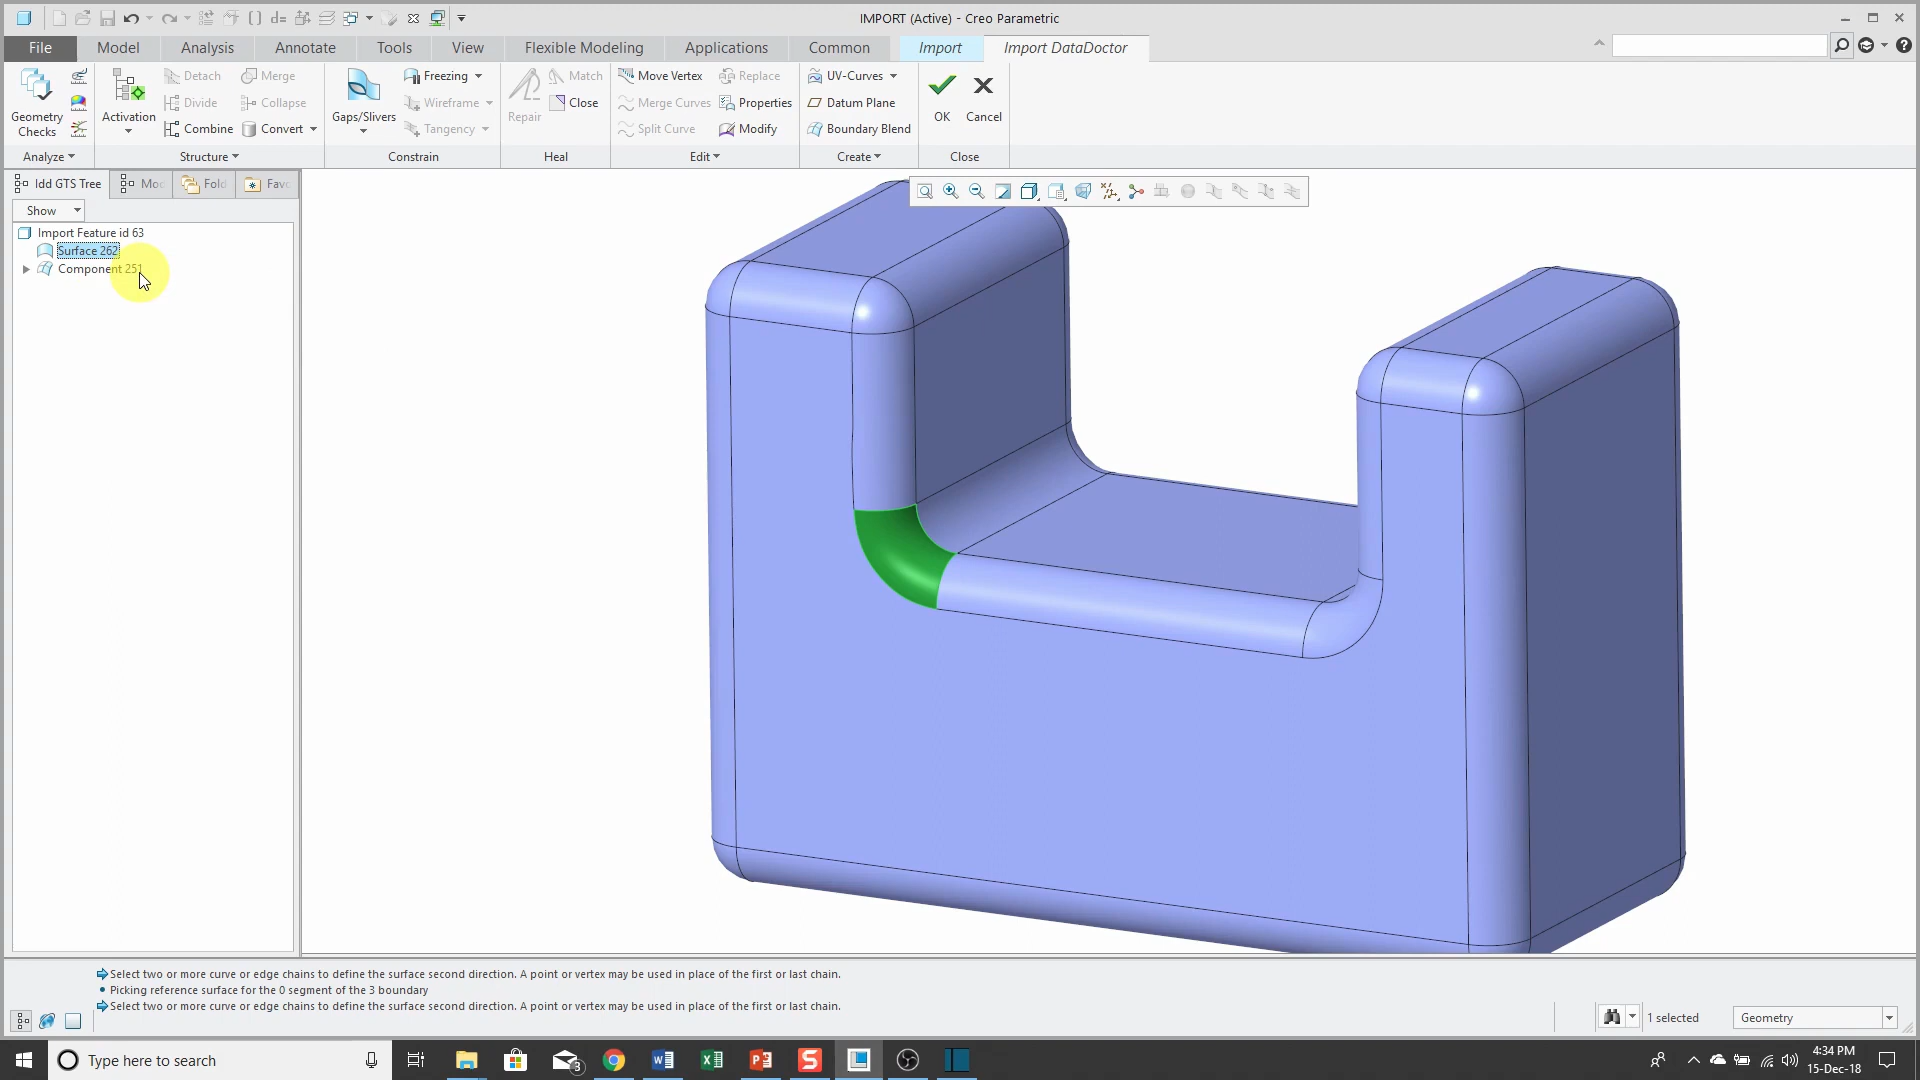 IMPORT (Active) - Creo Parametric
File Model Analysis Annotate Tools View Flexible Modeling Applications Common Import Import DataDoctor
Geometry Checks
Activation
Detach
Divide
Combine
Merge
Collapse
Convert
Gaps/Slivers
Freezing
Wireframe
Tangency
Repair
Match
Close
Move Vertex
Merge Curves
Split Curve
Replace
Properties
Modify
UV-Curves
Datum Plane
Boundary Blend
OK
Cancel
Analyze Structure Constrain Heal Edit Create Close
Idd GTS Tree Mod Fold Favo
Show
Import Feature id 63
Surface 262
Component 251
Select two or more curve or edge chains to define the surface second direction. A point or vertex may be used in place of the first or last chain.
• Picking reference surface for the 0 segment of the 3 boundary
Select two or more curve or edge chains to define the surface second direction. A point or vertex may be used in place of the first or last chain.
1 selected
Geometry
Type here to search
3
4:34 PM
15-Dec-18